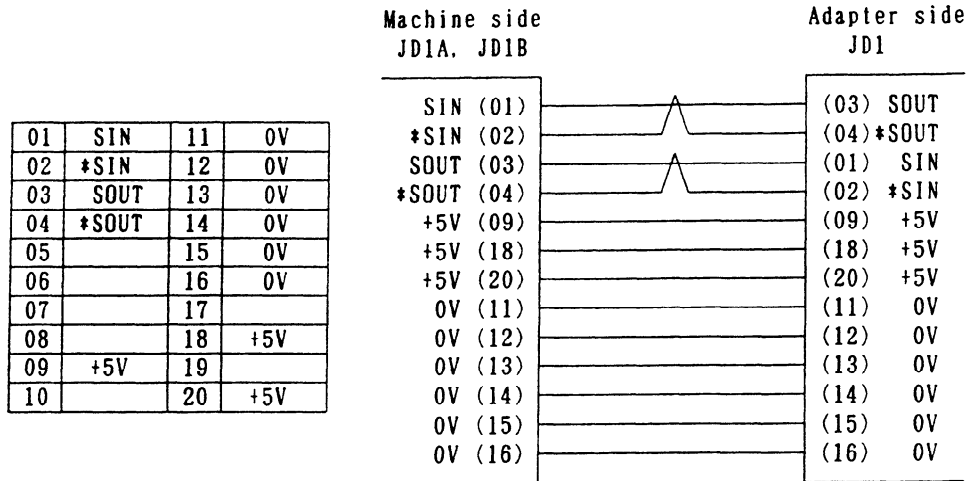 Machine side
JD1A, JD1B
Adapter side
JD1
01 SIN 11 0V
02 *SIN 12 0V
03 SOUT 13 0V
04 *SOUT 14 0V
05 15 0V
06 16 0V
07 17
08 18 +5V
09 +5V 19
10 20 +5V
SIN (01) (03) SOUT
*SIN (02) (04) *SOUT
SOUT (03) (01) SIN
*SOUT (04) (02) *SIN
+5V (09) (09) +5V
+5V (18) (18) +5V
+5V (20) (20) +5V
0V (11) (11) 0V
0V (12) (12) 0V
0V (13) (13) 0V
0V (14) (14) 0V
0V (15) (15) 0V
0V (16) (16) 0V